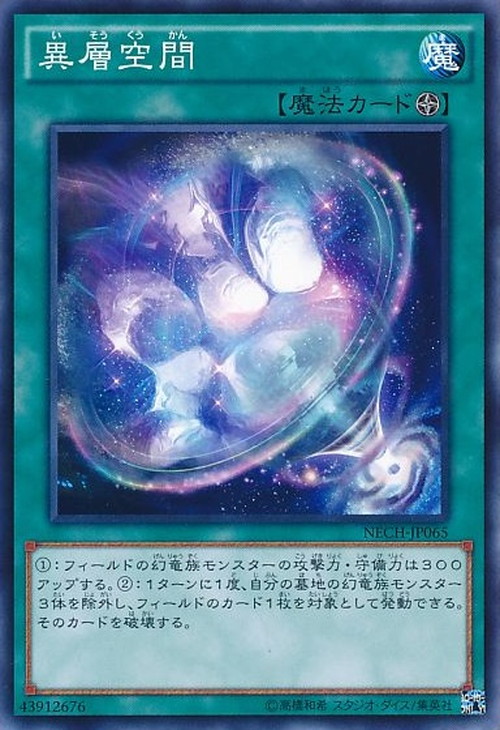 異層空間
魔
【魔法カード】
NECH-JP065
①：フィールドの幻竜族モンスターの攻撃力・守備力は３００
アップする。②：１ターンに１度、自分の墓地の幻竜族モンスター
３体を除外し、フィールドのカード１枚を対象として発動できる。
そのカードを破壊する。
43912676 ©高橋和希 スタジオ・ダイス/集英社